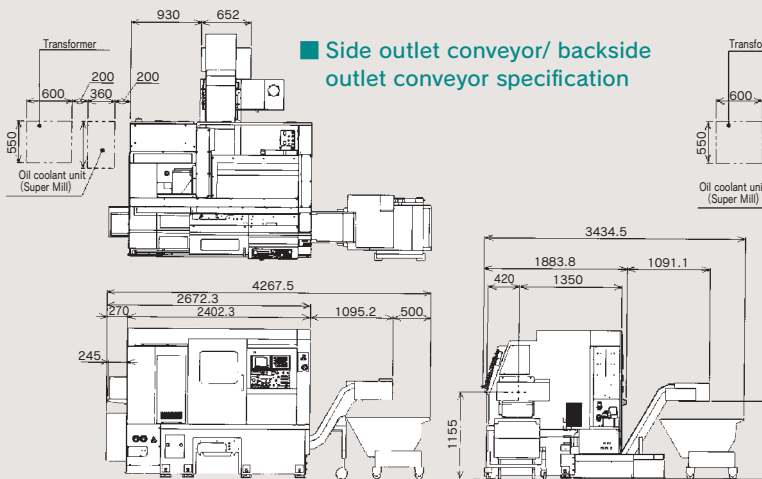 ■ Side outlet conveyor/ backside
outlet conveyor specification
930
652
Transformer
200
600
360
200
550
Oil coolant unit
(Super Mill)
Transfo
600
550
Oil coolant uni
(Super Mill)
4267.5
2672.3
270
2402.3
1095.2
500
245
3434.5
1883.8
1091.1
420
1350
1155